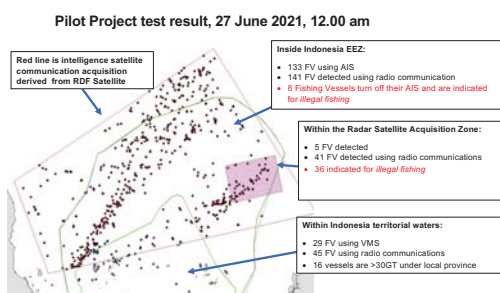 Pilot Project test result, 27 June 2021, 12.00 am
Red line is intelligence satellite
communication acquisition
derived from RDF Satellite
Inside Indonesia EEZ:
• 133 FV using AIS
• 141 FV detected using radio communication
• 8 Fishing Vessels turn off their AIS and are indicated
for illegal fishing
Within the Radar Satellite Acquisition Zone:
• 5 FV detected
• 41 FV detected using radio communications
• 36 indicated for illegal fishing
Within Indonesia territorial waters:
• 29 FV using VMS
• 45 FV using radio communications
• 16 vessels are >30GT under local province